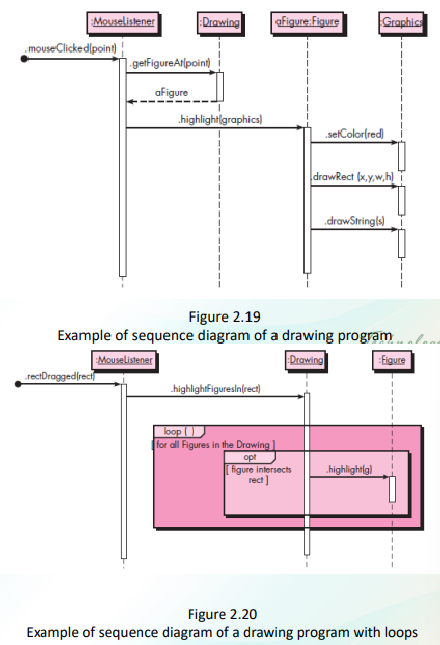 :MouseListener :Drawing aFigure:Figure :Graphics
.mouseClicked(point)
.getFigureAt(point)
aFigure
.highlight(graphics)
.setColor(red)
.drawRect (x,y,w,h)
.drawString(s)
Figure 2.19
Example of sequence diagram of a drawing program
:MouseListener :Drawing :Figure
.rectDragged(rect)
.highlightFiguresIn(rect)
loop ( )
[ for all Figures in the Drawing ]
opt
[ figure intersects
rect ]
.highlight(g)
Figure 2.20
Example of sequence diagram of a drawing program with loops